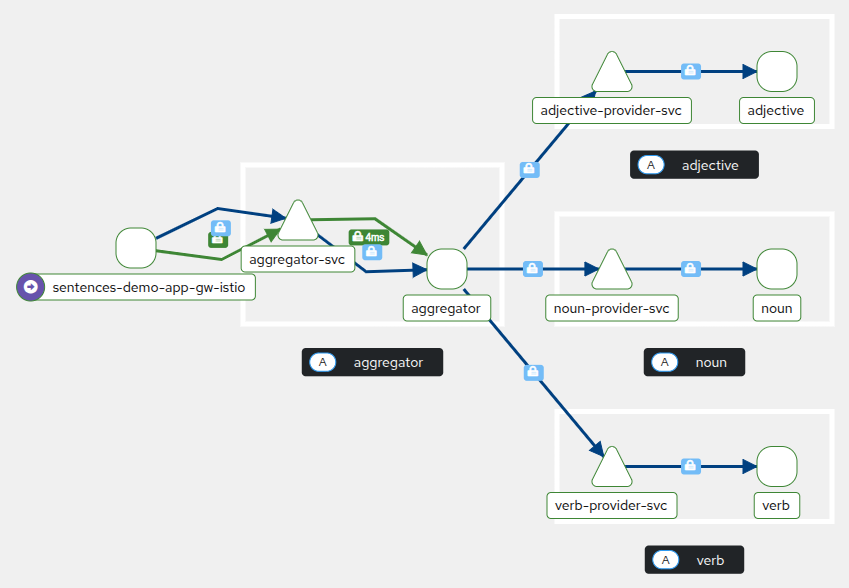 adjective-provider-svc
adjective
A adjective
4ms
aggregator-svc
sentences-demo-app-gw-istio
aggregator
A aggregator
noun-provider-svc
noun
A noun
verb-provider-svc
verb
A verb